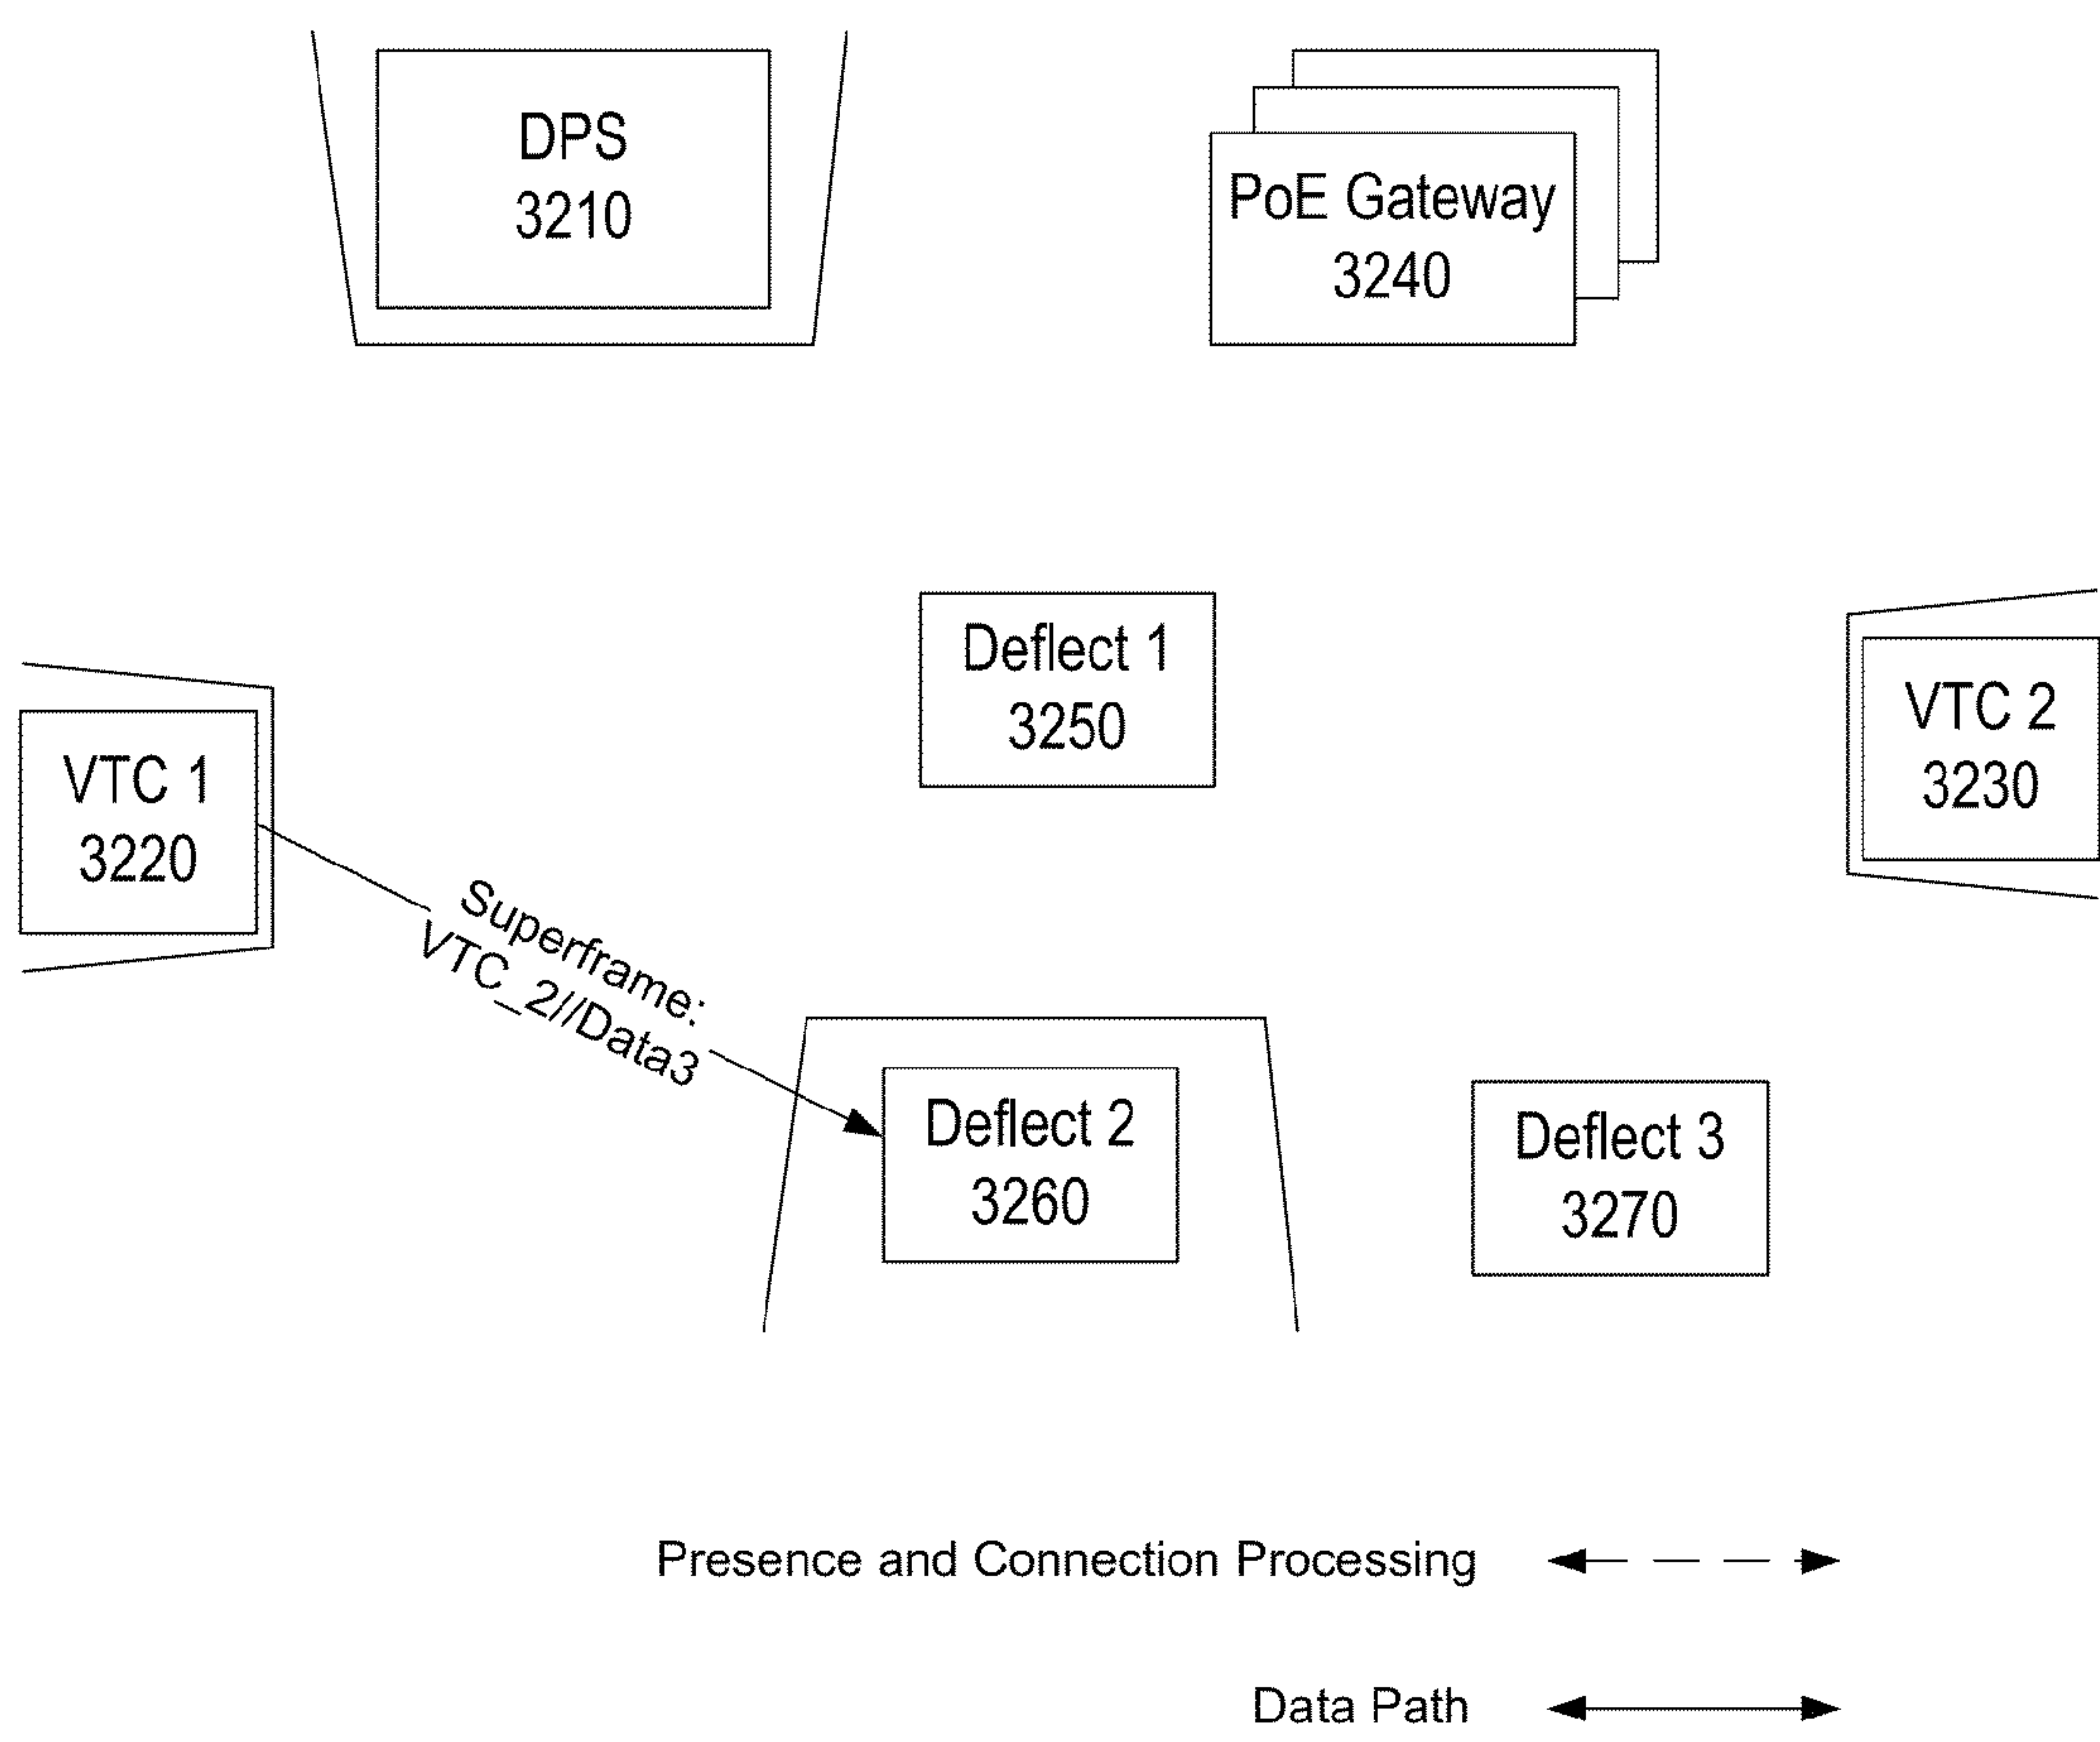 DPS
3210
PoE Gateway
3240
Deflect 1
3250
VTC 1
3220
VTC 2
3230
Superframe:
VTC_2//Data3
Deflect 2
3260
Deflect 3
3270
Presence and Connection Processing
Data Path